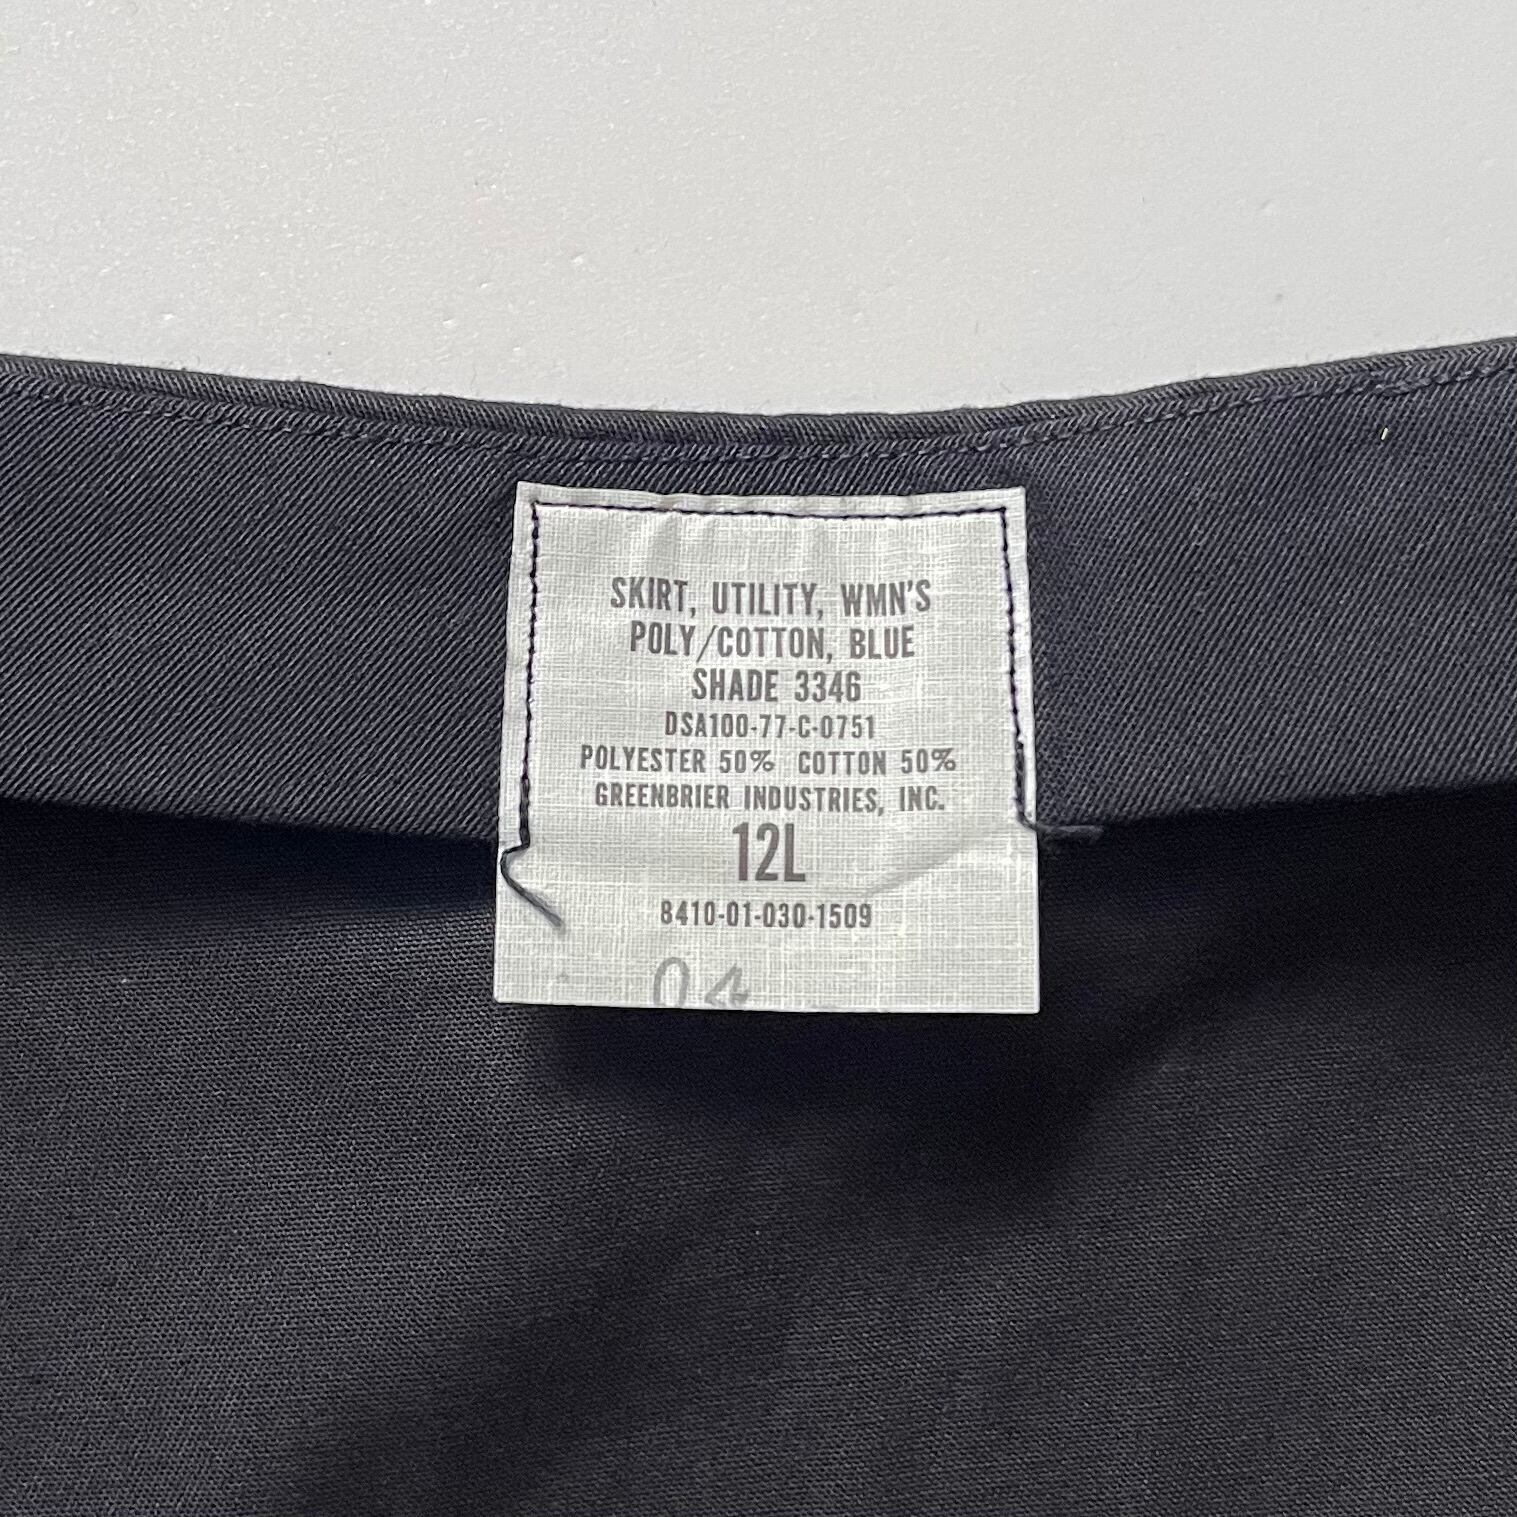 SKIRT, UTILITY, WMN'S
POLY/COTTON, BLUE
SHADE 3346
DSA100-77-C-0751
POLYESTER 50% COTTON 50%
GREENBRIER INDUSTRIES, INC.
12L
8410-01-030-1509